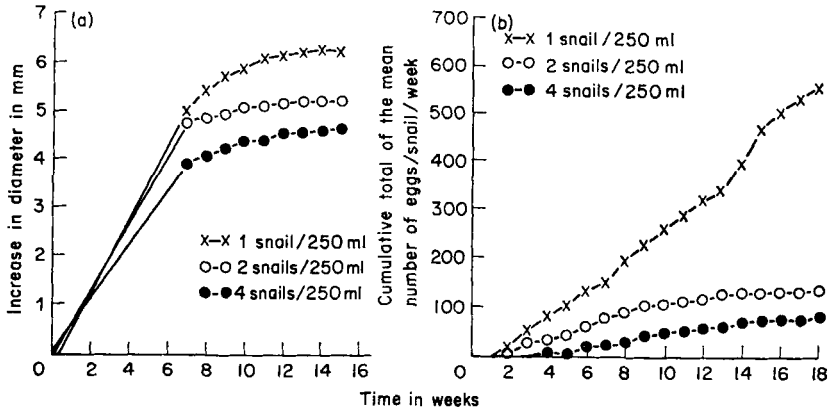 (a)
Increase in diameter in mm
7
6
5
4
3
2
1
0
0 2 4 6 8 10 12 14 16
x-x 1 snail/250 ml
o-o 2 snails/250 ml
●-● 4 snails/250 ml
(b)
Cumulative total of the mean
number of eggs/snail/week
700
600
500
400
300
200
100
0 2 4 6 8 10 12 14 16 18
x-x 1 snail/250 ml
o-o 2 snails/250 ml
●-● 4 snails/250 ml
Time in weeks